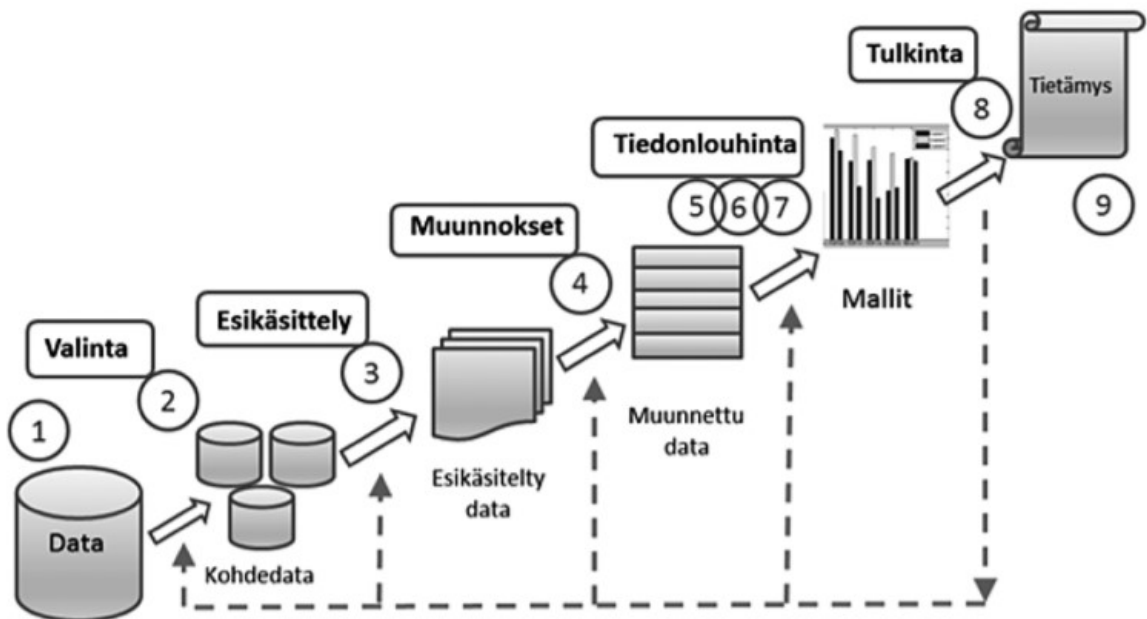 1
Data
Valinta
2
Kohdedata
Esikäsittely
3
Esikäsitelty
data
Muunnokset
4
Muunnettu
data
Tiedonlouhinta
5 6 7
Mallit
Tulkinta
8
Tietämys
9